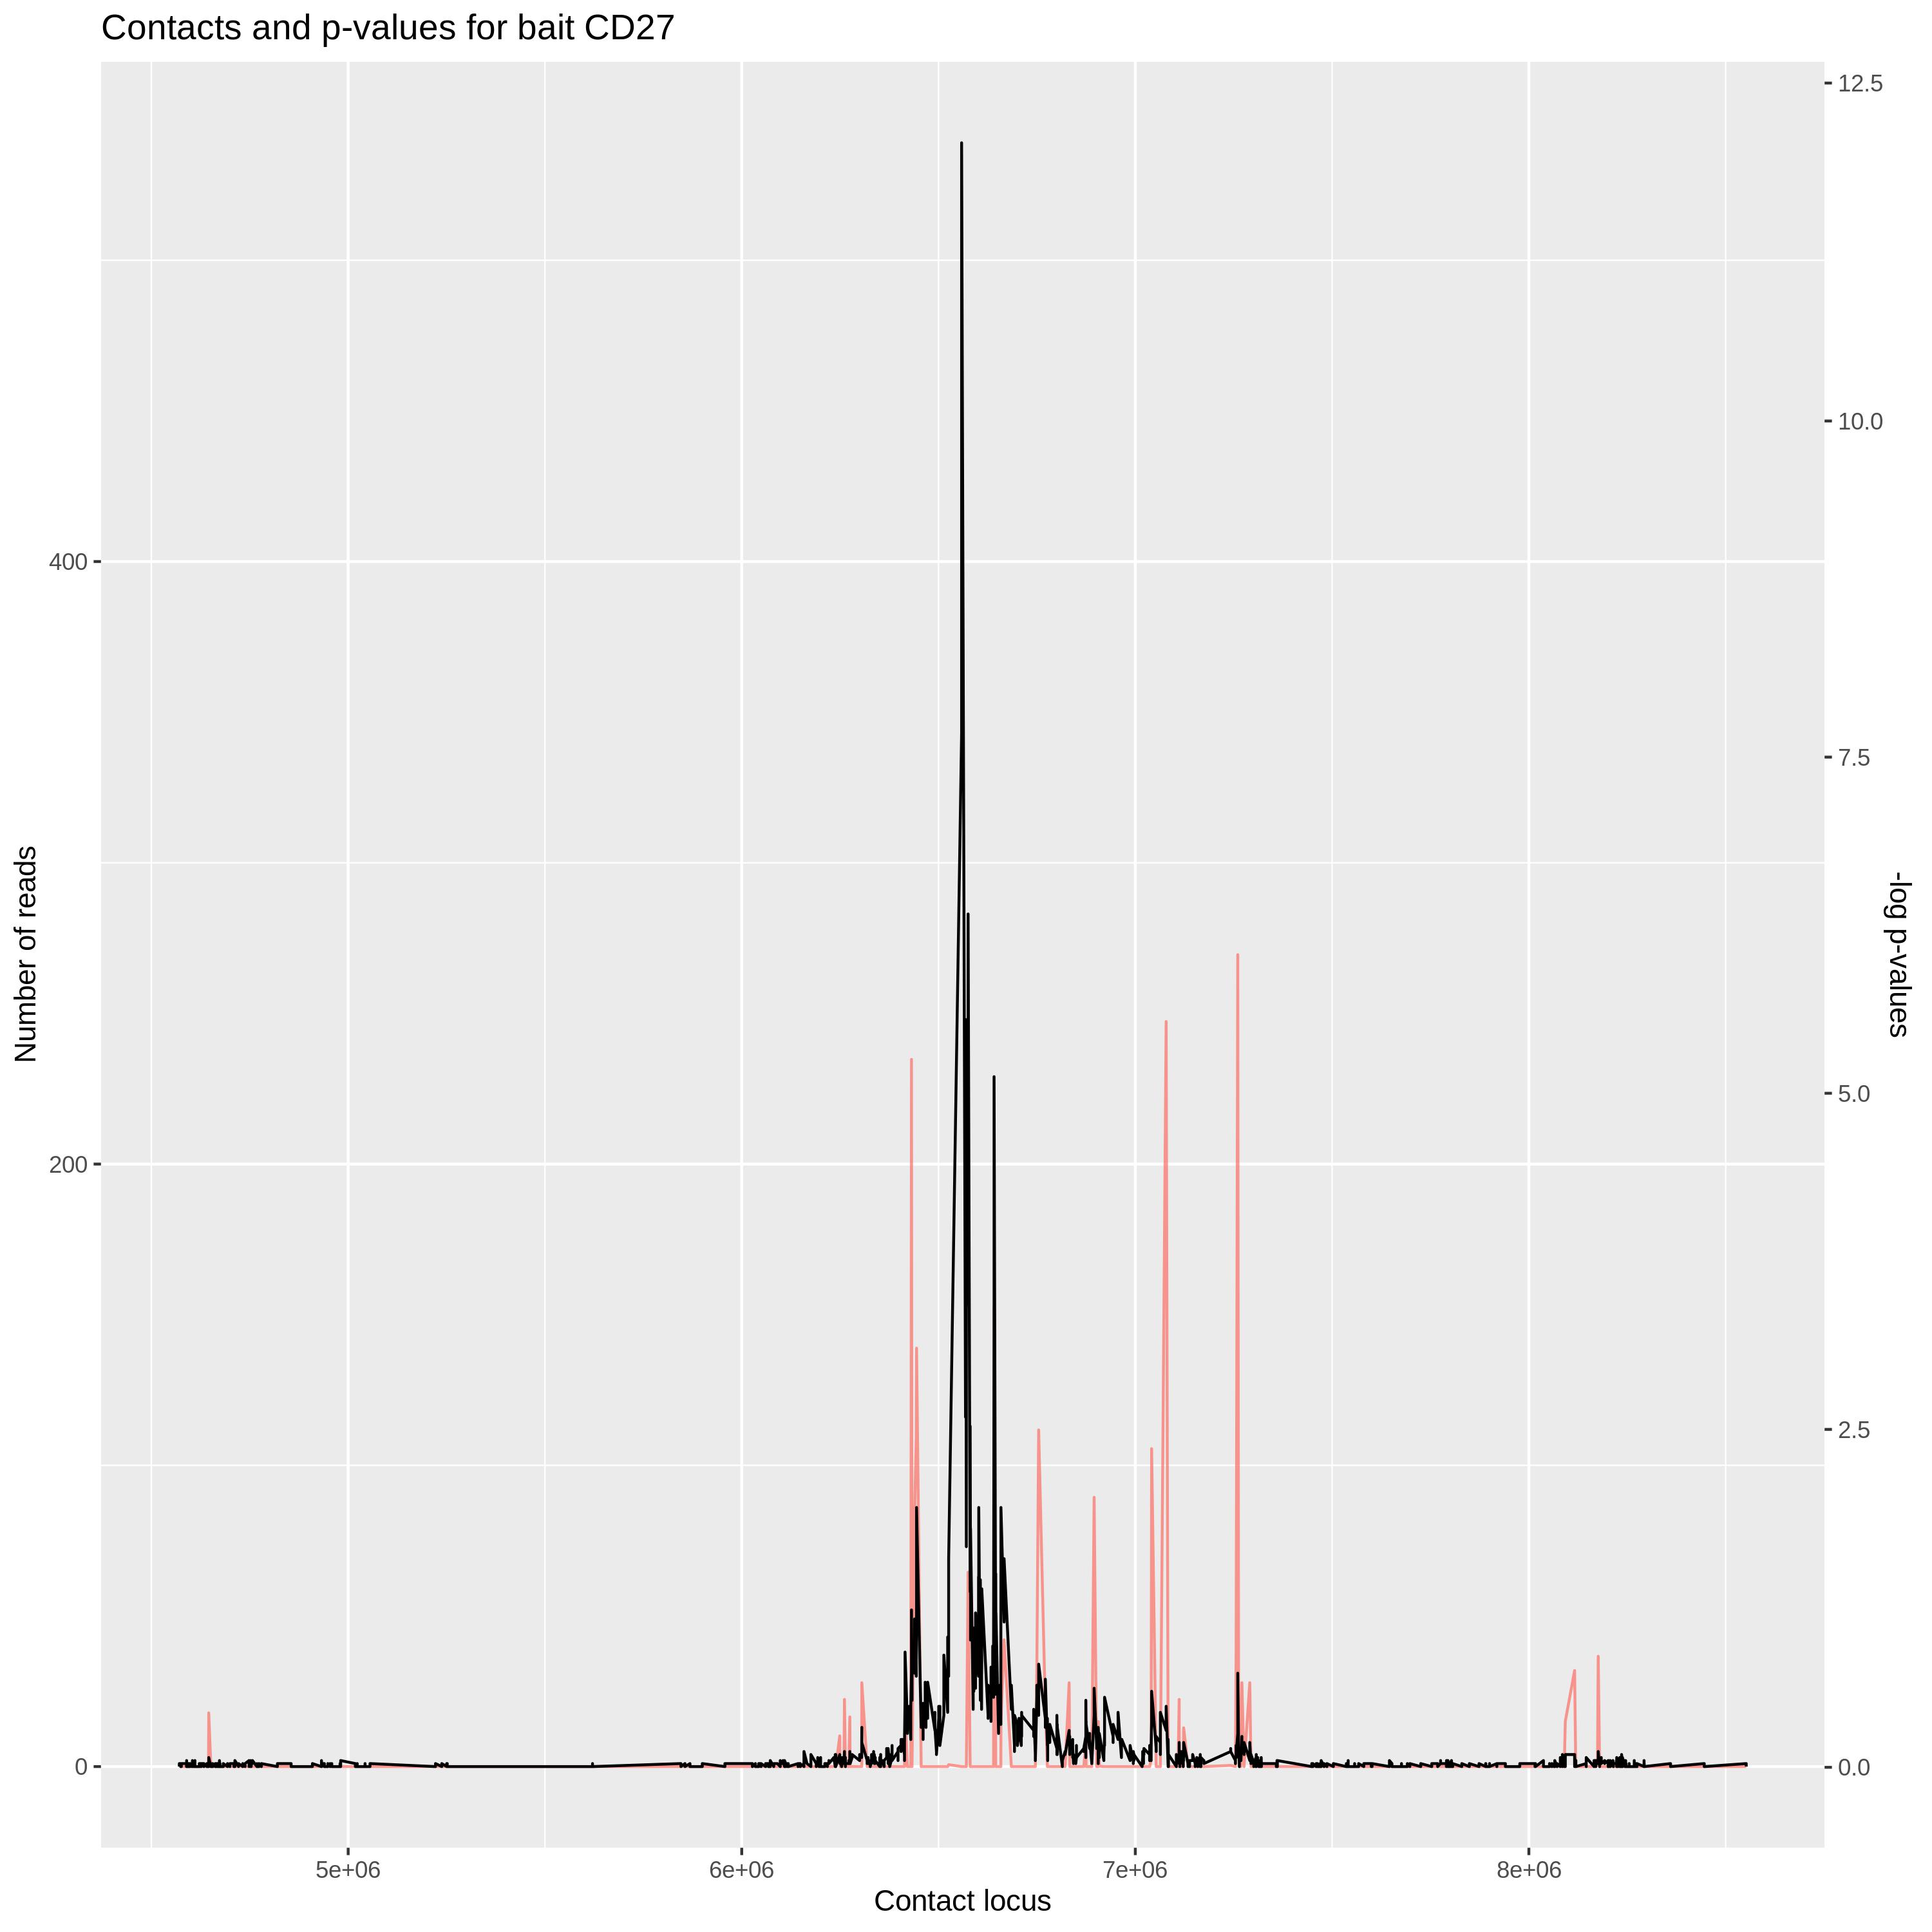 Contacts and p-values for bait CD27
12.5
10.0
400
7.5
Number of reads
-log p-values
5.0
200
2.5
0
0.0
5e+06
6e+06
7e+06
8e+06
Contact locus